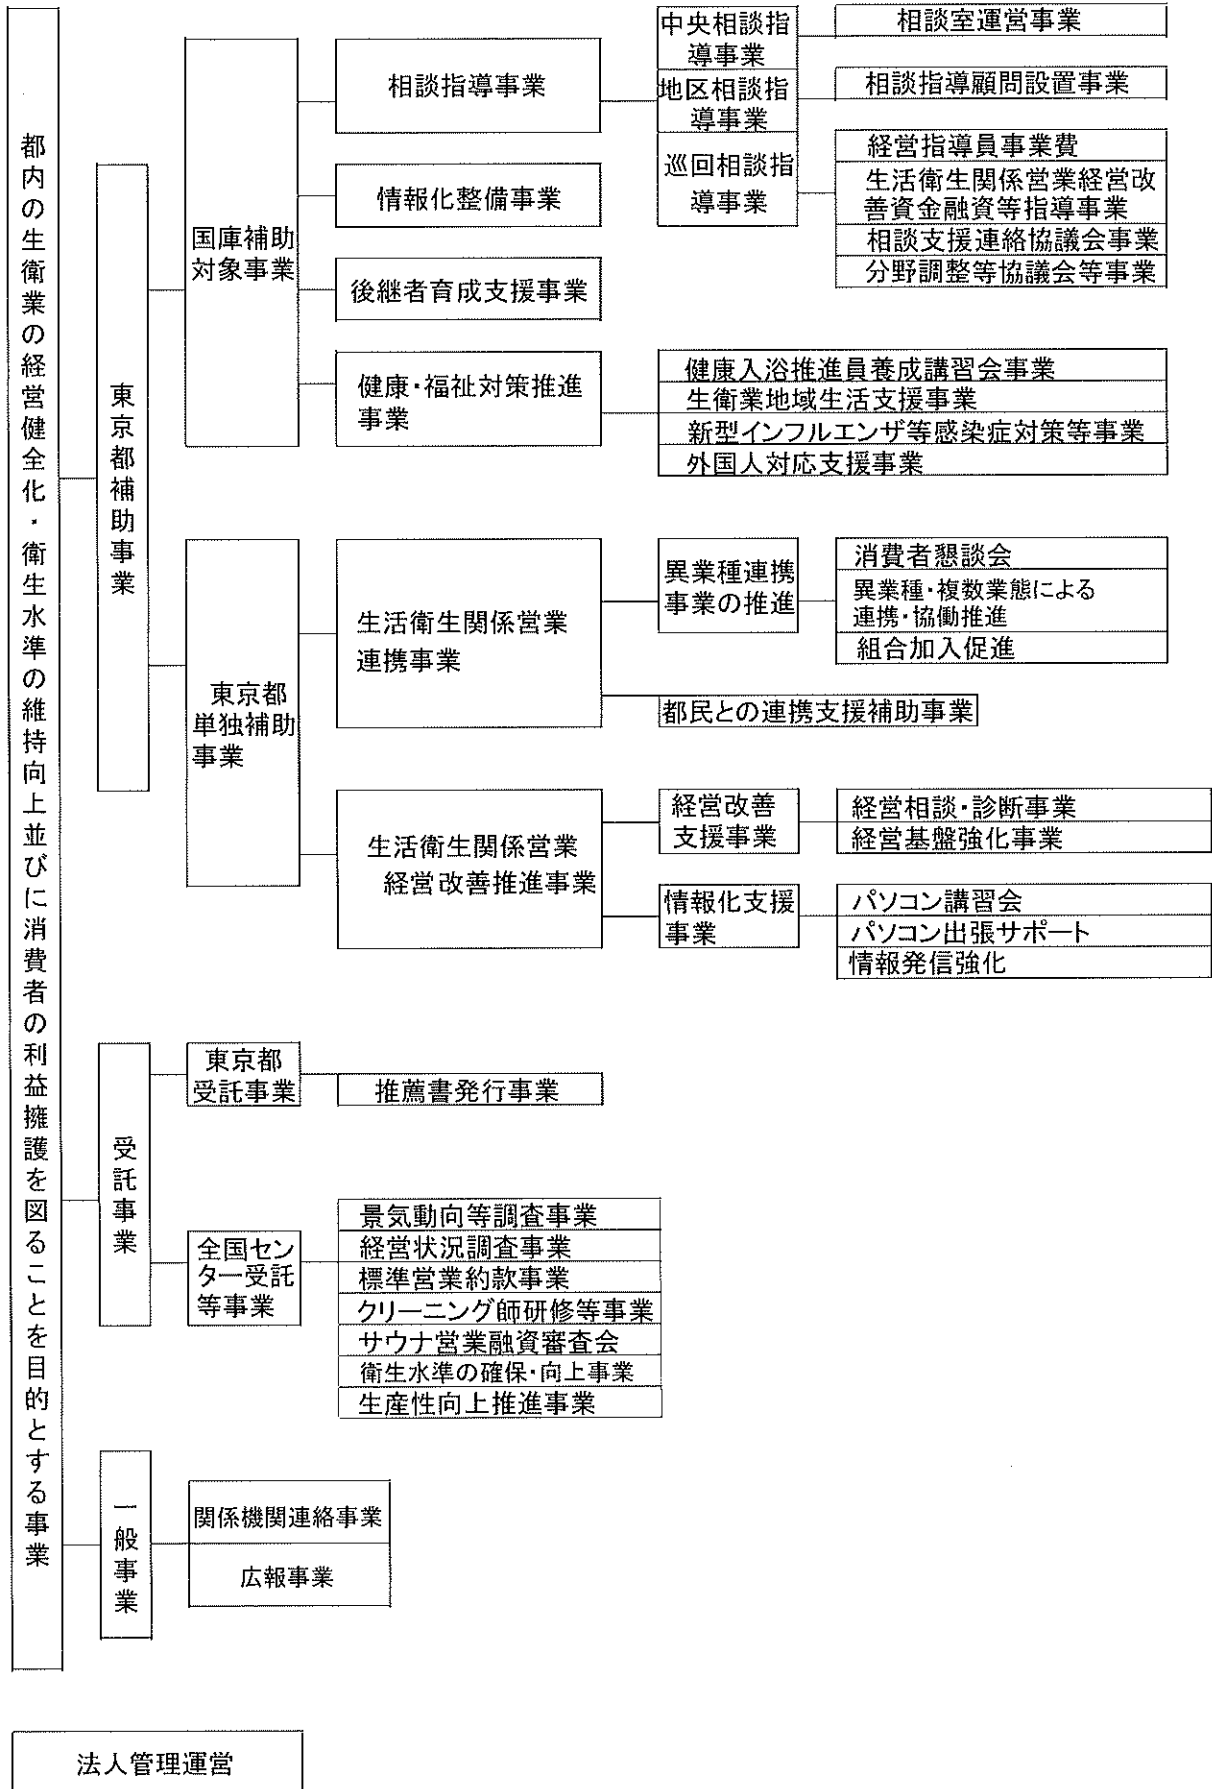 都内の生衛業の経営健全化・衛生水準の維持向上並びに消費者の利益擁護を図ることを目的とする事業
東京都補助事業
国庫補助
対象事業
相談指導事業
中央相談指
導事業
地区相談指
導事業
巡回相談指
導事業
相談室運営事業
相談指導顧問設置事業
経営指導員事業費
生活衛生関係営業経営改
善資金融資等指導事業
相談支援連絡協議会事業
分野調整等協議会等事業
情報化整備事業
後継者育成支援事業
健康・福祉対策推進
事業
健康入浴推進員養成講習会事業
生衛業地域生活支援事業
新型インフルエンザ等感染症対策等事業
外国人対応支援事業
東京都
単独補助
事業
生活衛生関係営業
連携事業
異業種連携
事業の推進
消費者懇談会
異業種・複数業態による
連携・協働推進
組合加入促進
都民との連携支援補助事業
生活衛生関係営業
経営改善推進事業
経営改善
支援事業
経営相談・診断事業
経営基盤強化事業
情報化支援
事業
パソコン講習会
パソコン出張サポート
情報発信強化
受託事業
東京都
受託事業
推薦書発行事業
全国セン
ター受託
等事業
景気動向等調査事業
経営状況調査事業
標準営業約款事業
クリーニング師研修等事業
サウナ営業融資審査会
衛生水準の確保・向上事業
生産性向上推進事業
一般事業
関係機関連絡事業
広報事業
法人管理運営